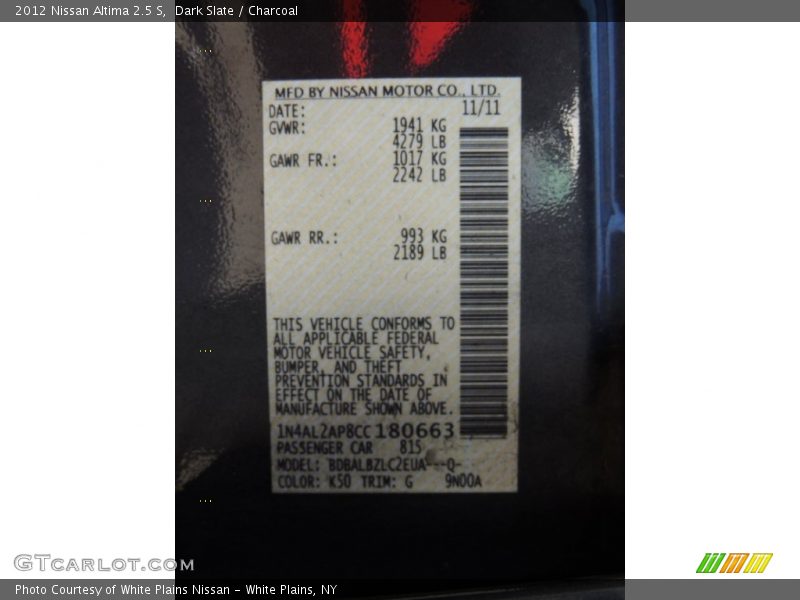 2012 Nissan Altima 2.5 S, Dark Slate / Charcoal
MFD BY NISSAN MOTOR CO., LTD.
DATE: 11/11
GVWR: 1941 KG
4279 LB
GAWR FR.: 1017 KG
2242 LB
GAWR RR.: 993 KG
2189 LB
THIS VEHICLE CONFORMS TO
ALL APPLICABLE FEDERAL
MOTOR VEHICLE SAFETY,
BUMPER, AND THEFT
PREVENTION STANDARDS IN
EFFECT ON THE DATE OF
MANUFACTURE SHOWN ABOVE.
1N4AL2AP8CC180663
PASSENGER CAR 815
MODEL: BDBALBZLC2EUA---Q-
COLOR: K50 TRIM: G 9N00A
GTcarlot.com
Photo Courtesy of White Plains Nissan - White Plains, NY